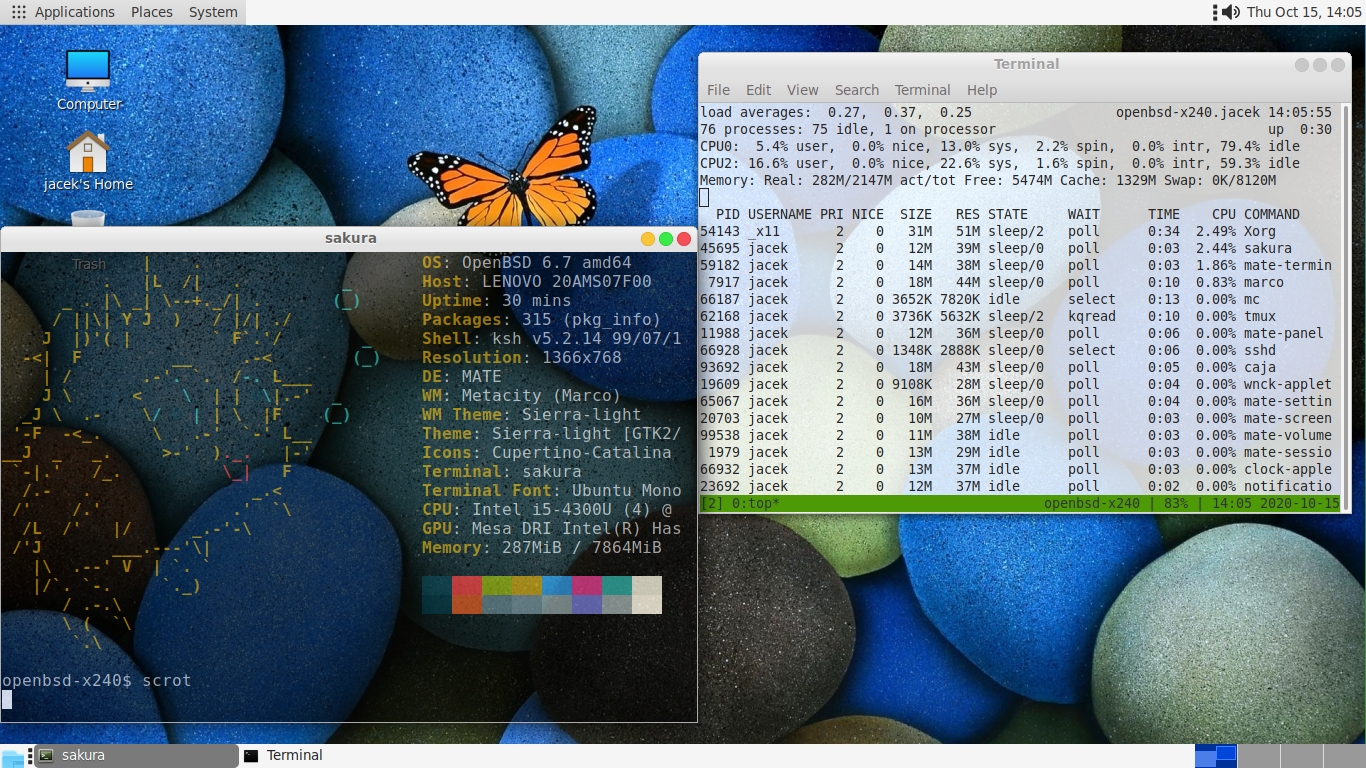 Applications Places System
Thu Oct 15, 14:05
Computer
jacek's Home
Trash
Terminal
File Edit View Search Terminal Help
load averages:  0.27,  0.37,  0.25 openbsd-x240.jacek 14:05:55
76 processes: 75 idle, 1 on processor up  0:30
CPU0:  5.4% user,  0.0% nice, 13.0% sys,  2.2% spin,  0.0% intr, 79.4% idle
CPU2: 16.6% user,  0.0% nice, 22.6% sys,  1.6% spin,  0.0% intr, 59.3% idle
Memory: Real: 282M/2147M act/tot Free: 5474M Cache: 1329M Swap: 0K/8120M
PID USERNAME PRI NICE  SIZE   RES STATE     WAIT      TIME    CPU COMMAND
54143 _x11       2    0   31M   51M sleep/2   poll      0:34  2.49% Xorg
45695 jacek      2    0   12M   39M sleep/0   poll      0:03  2.44% sakura
59182 jacek      2    0   14M   38M sleep/0   poll      0:03  1.86% mate-termin
7917 jacek      2    0   18M   44M sleep/0   poll      0:10  0.83% marco
66187 jacek      2    0 3652K 7820K idle      select    0:13  0.00% mc
62168 jacek      2    0 3736K 5632K sleep/2   kqread    0:10  0.00% tmux
11988 jacek      2    0   12M   36M sleep/0   poll      0:06  0.00% mate-panel
66928 jacek      2    0 1348K 2888K sleep/0   select    0:06  0.00% sshd
93692 jacek      2    0   18M   43M sleep/0   poll      0:05  0.00% caja
19609 jacek      2    0 9108K   28M sleep/0   poll      0:04  0.00% wnck-applet
65067 jacek      2    0   16M   36M sleep/0   poll      0:04  0.00% mate-settin
20703 jacek      2    0   10M   27M sleep/0   poll      0:03  0.00% mate-screen
99538 jacek      2    0   11M   38M idle      poll      0:03  0.00% mate-volume
1979 jacek      2    0   13M   29M idle      poll      0:03  0.00% mate-sessio
66932 jacek      2    0   13M   37M idle      poll      0:03  0.00% clock-apple
23692 jacek      2    0   12M   37M idle      poll      0:02  0.00% notificatio
[2] 0:top* openbsd-x240 | 83% | 14:05 2020-10-15
sakura
OS: OpenBSD 6.7 amd64
Host: LENOVO 20AMS07F00
Uptime: 30 mins
Packages: 315 (pkg_info)
Shell: ksh v5.2.14 99/07/1
Resolution: 1366x768
DE: MATE
WM: Metacity (Marco)
WM Theme: Sierra-light
Theme: Sierra-light [GTK2/
Icons: Cupertino-Catalina
Terminal: sakura
Terminal Font: Ubuntu Mono
CPU: Intel i5-4300U (4) @
GPU: Mesa DRI Intel(R) Has
Memory: 287MiB / 7864MiB
openbsd-x240$ scrot
sakura
Terminal